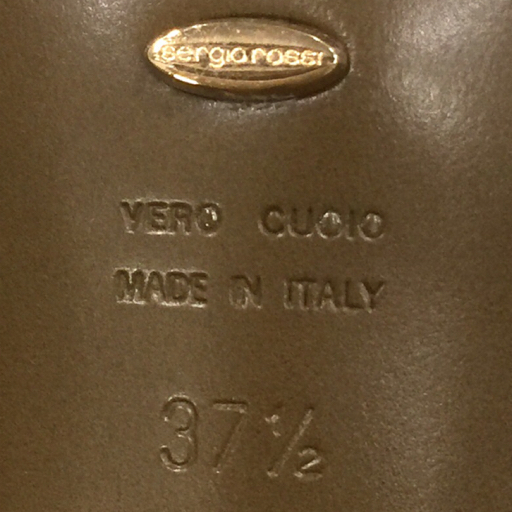 sergiorossi
VERO CUOIO
MADE IN ITALY
37½